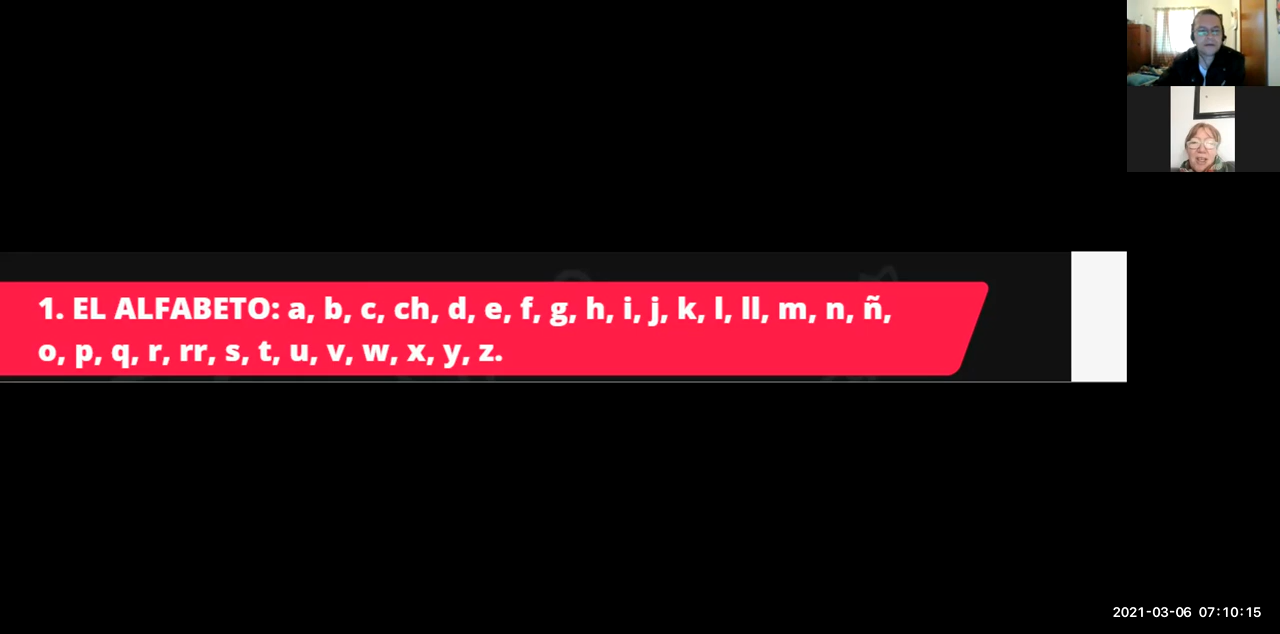 1. EL ALFABETO: a, b, c, ch, d, e, f, g, h, i, j, k, l, ll, m, n, ñ,
o, p, q, r, rr, s, t, u, v, w, x, y, z.
2021-03-06 07:10:15